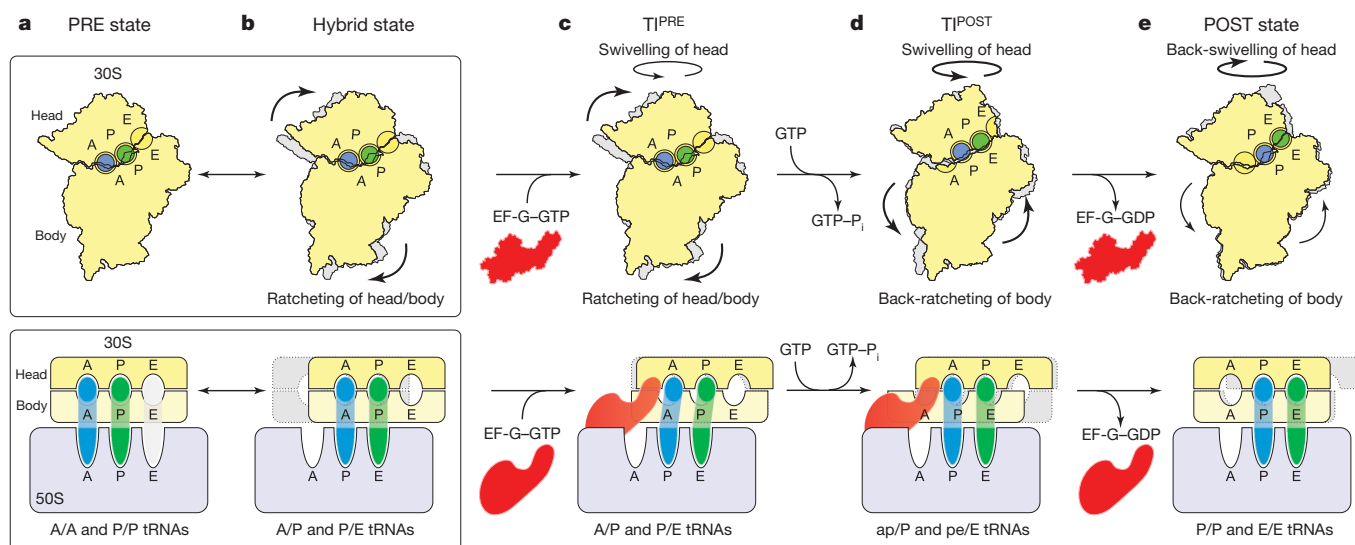 a PRE state
b Hybrid state
c TI^PRE
d TI^POST
e POST state
Swivelling of head
Swivelling of head
Back-swivelling of head
30S
Head
Body
A P E
A P E
A P
A P
A P
A P
A P E
A P E
P E
P E
EF-G–GTP
GTP
GTP–Pi
EF-G–GDP
Ratcheting of head/body
Ratcheting of head/body
Back-ratcheting of body
Back-ratcheting of body
30S
Head
Body
50S
A P E
A P E
A P E
A P E
A P E
A P E
EF-G–GTP
A P E
A P E
A P E
GTP
GTP–Pi
A P E
A P E
A P E
EF-G–GDP
A P E
A P E
A P E
A/A and P/P tRNAs
A/P and P/E tRNAs
A/P and P/E tRNAs
ap/P and pe/E tRNAs
P/P and E/E tRNAs